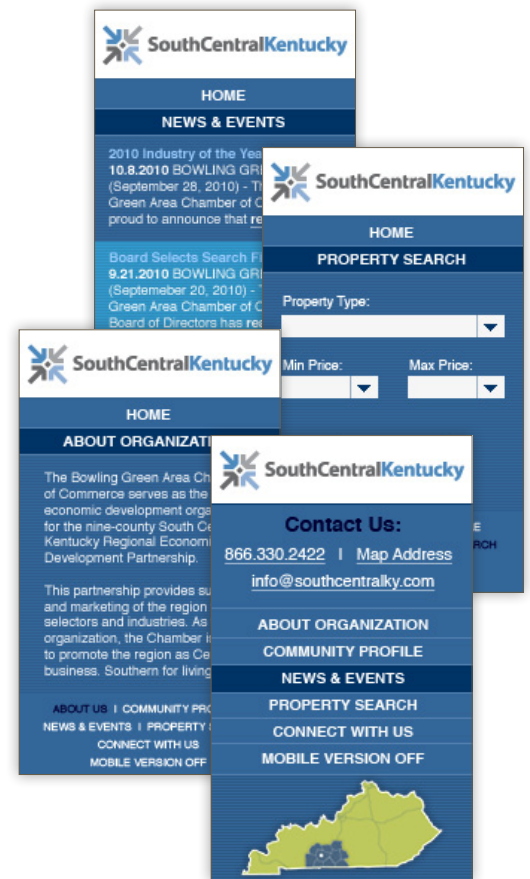 SouthCentralKentucky
HOME
NEWS & EVENTS
2010 Industry of the Yea
10.8.2010 BOWLING GRE
(September 28, 2010) - Th
Green Area Chamber of C
proud to announce that re
Board Selects Search Fi
9.21.2010 BOWLING GRE
(Septemeber 20, 2010) - T
Green Area Chamber of C
Board of Directors has rea
SouthCentralKentucky
HOME
PROPERTY SEARCH
Property Type:
Min Price: Max Price:
SouthCentralKentucky
HOME
ABOUT ORGANIZATI
The Bowling Green Area Ch
of Commerce serves as the
economic development orga
for the nine-county South Ce
Kentucky Regional Economi
Development Partnership.
This partnership provides su
and marketing of the region
selectors and industries. As
organization, the Chamber i
to promote the region as Ce
business. Southern for living
ABOUT US I COMMUNITY PRO
NEWS & EVENTS I PROPERTY
CONNECT WITH US
MOBILE VERSION OFF
SouthCentralKentucky
Contact Us:
866.330.2422 I Map Address
info@southcentralky.com
ABOUT ORGANIZATION
COMMUNITY PROFILE
NEWS & EVENTS
PROPERTY SEARCH
CONNECT WITH US
MOBILE VERSION OFF